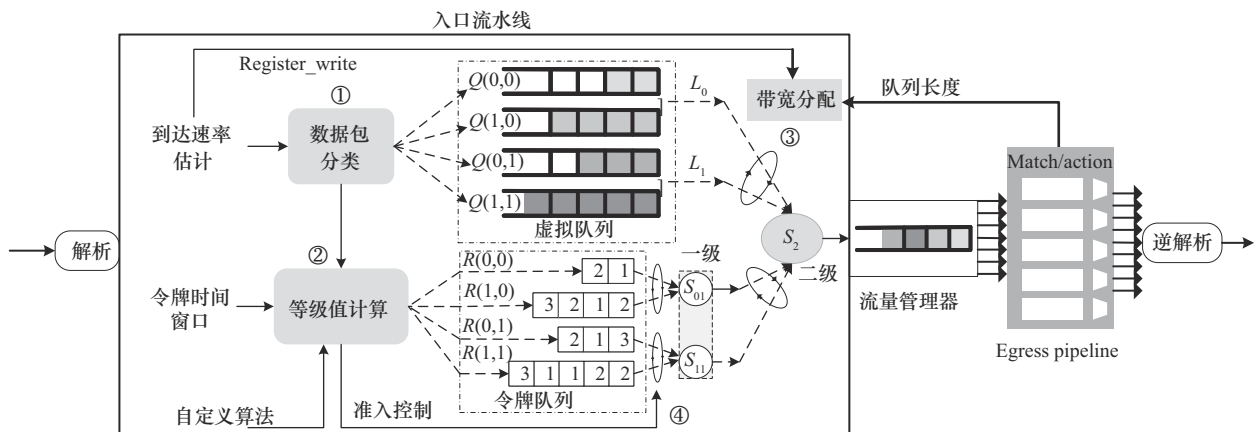 入口流水线
Register_write
①
到达速率
估计
数据包
分类
Q(0,0)
Q(1,0)
Q(0,1)
Q(1,1)
虚拟队列
L0
L1
带宽分配
③
队列长度
Match/action
解析
②
令牌时间
窗口
等级值计算
R(0,0)
2 1
R(1,0)
3 2 1 2
R(0,1)
2 1 3
R(1,1)
3 1 1 2 2
令牌队列
一级
S01
S11
S2
二级
流量管理器
逆解析
Egress pipeline
自定义算法
准入控制
④